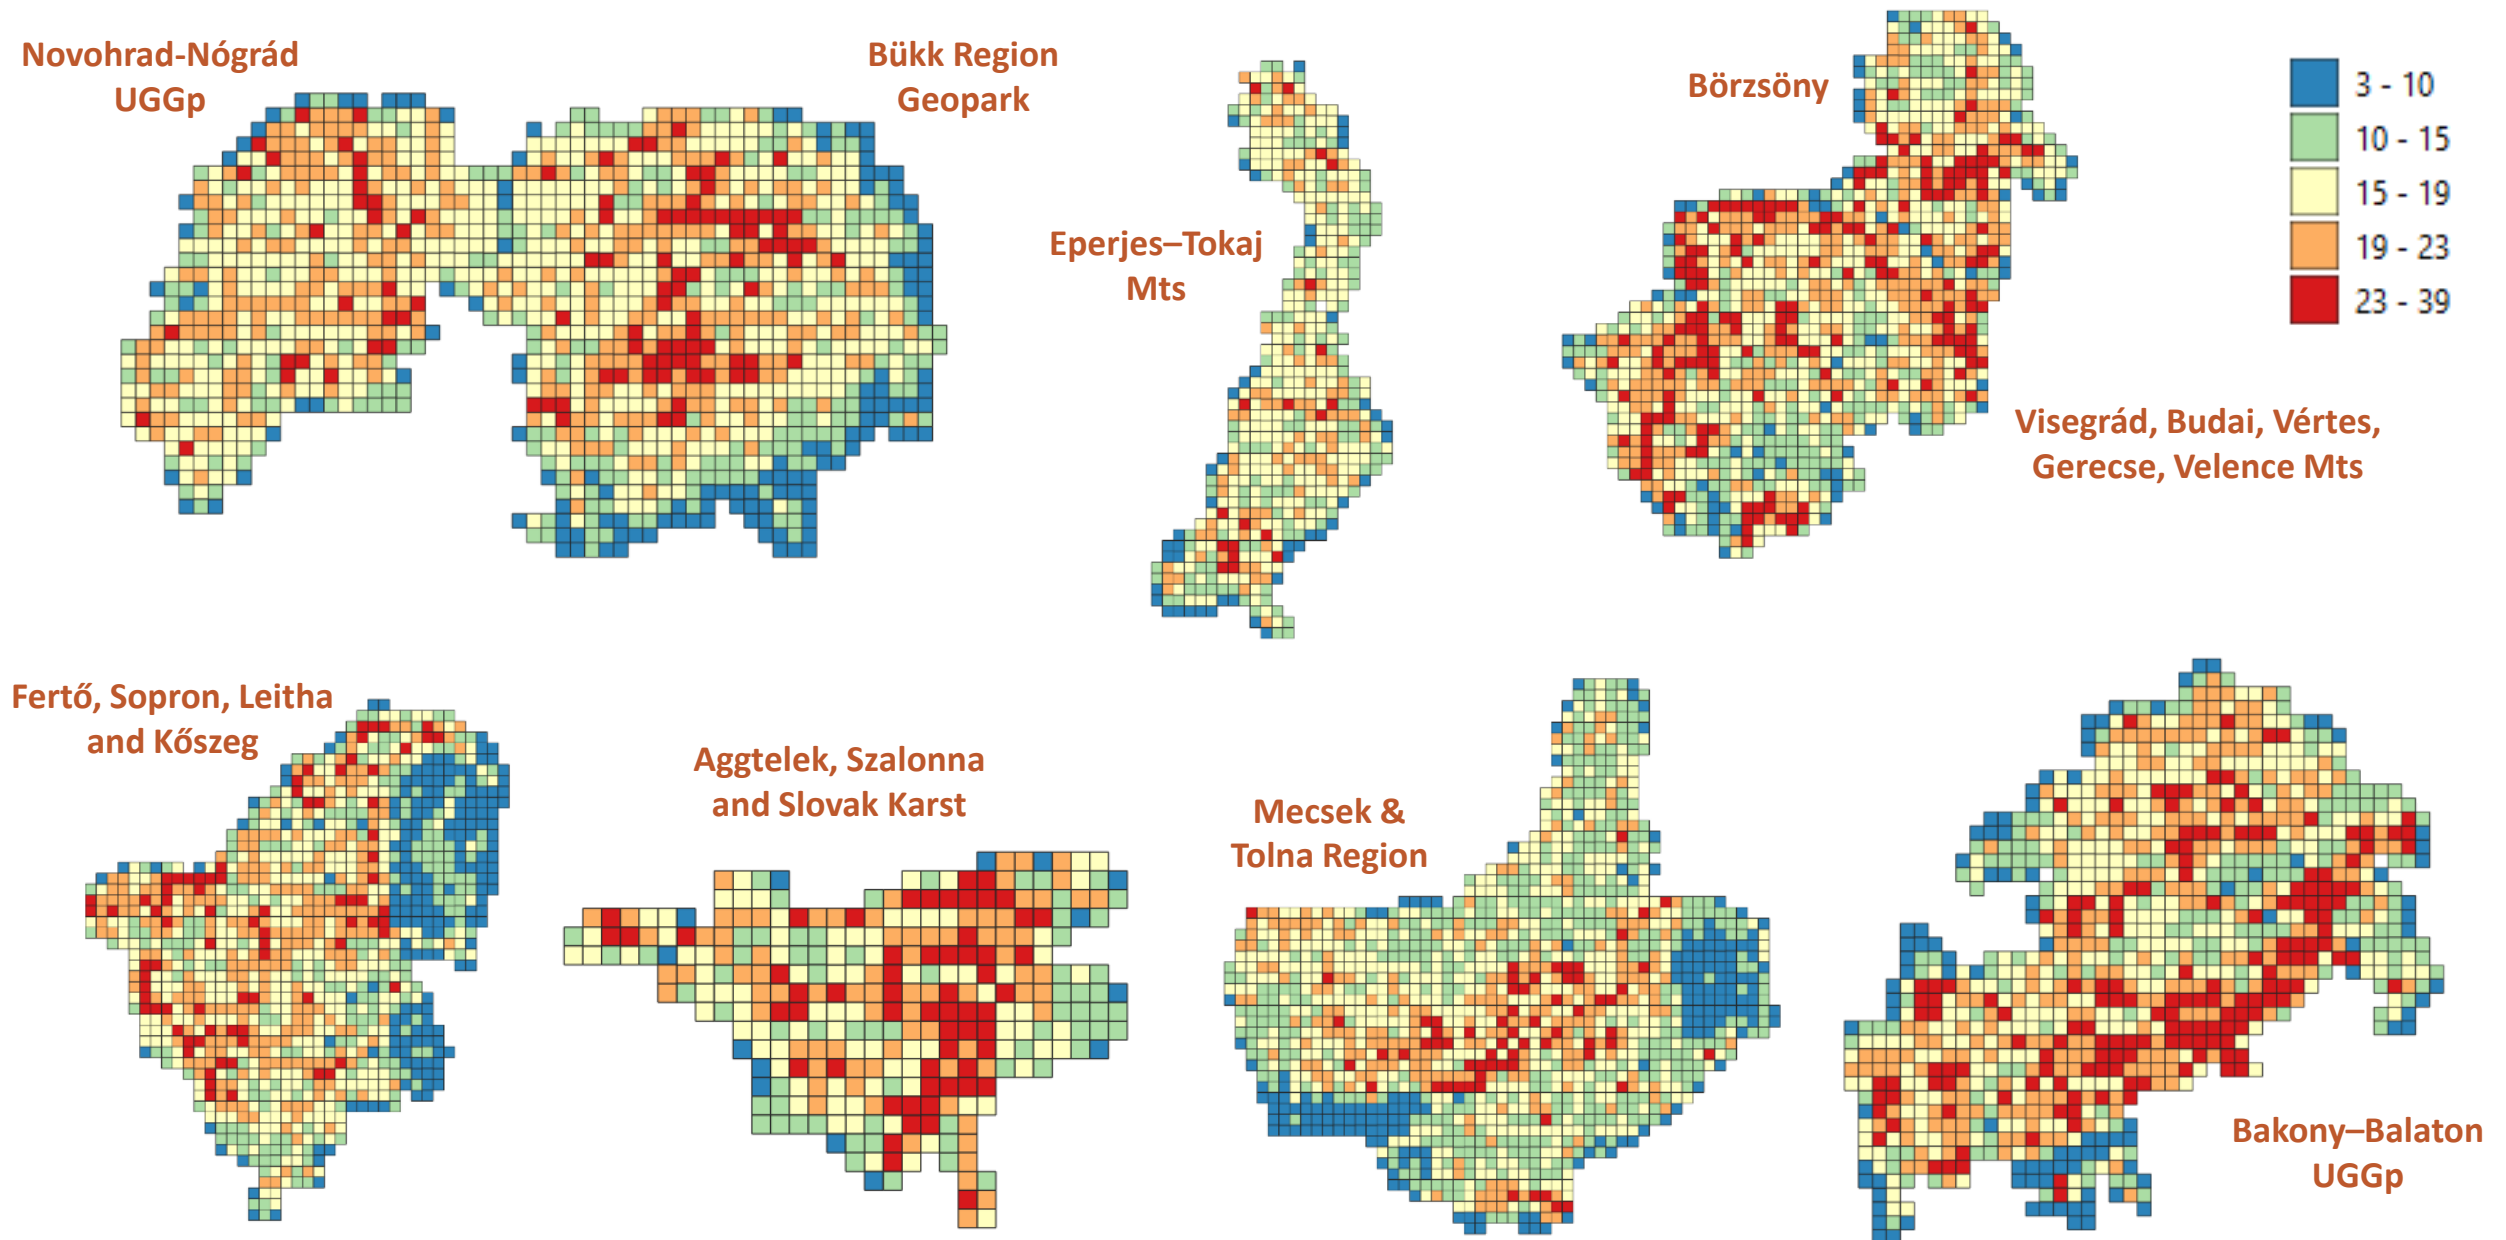 Novohrad-Nógrád
UGGp
Bükk Region
Geopark
Eperjes–Tokaj
Mts
Börzsöny
3 - 10
10 - 15
15 - 19
19 - 23
23 - 39
Visegrád, Budai, Vértes,
Gerecse, Velence Mts
Fertő, Sopron, Leitha
and Kőszeg
Aggtelek, Szalonna
and Slovak Karst
Mecsek &
Tolna Region
Bakony–Balaton
UGGp